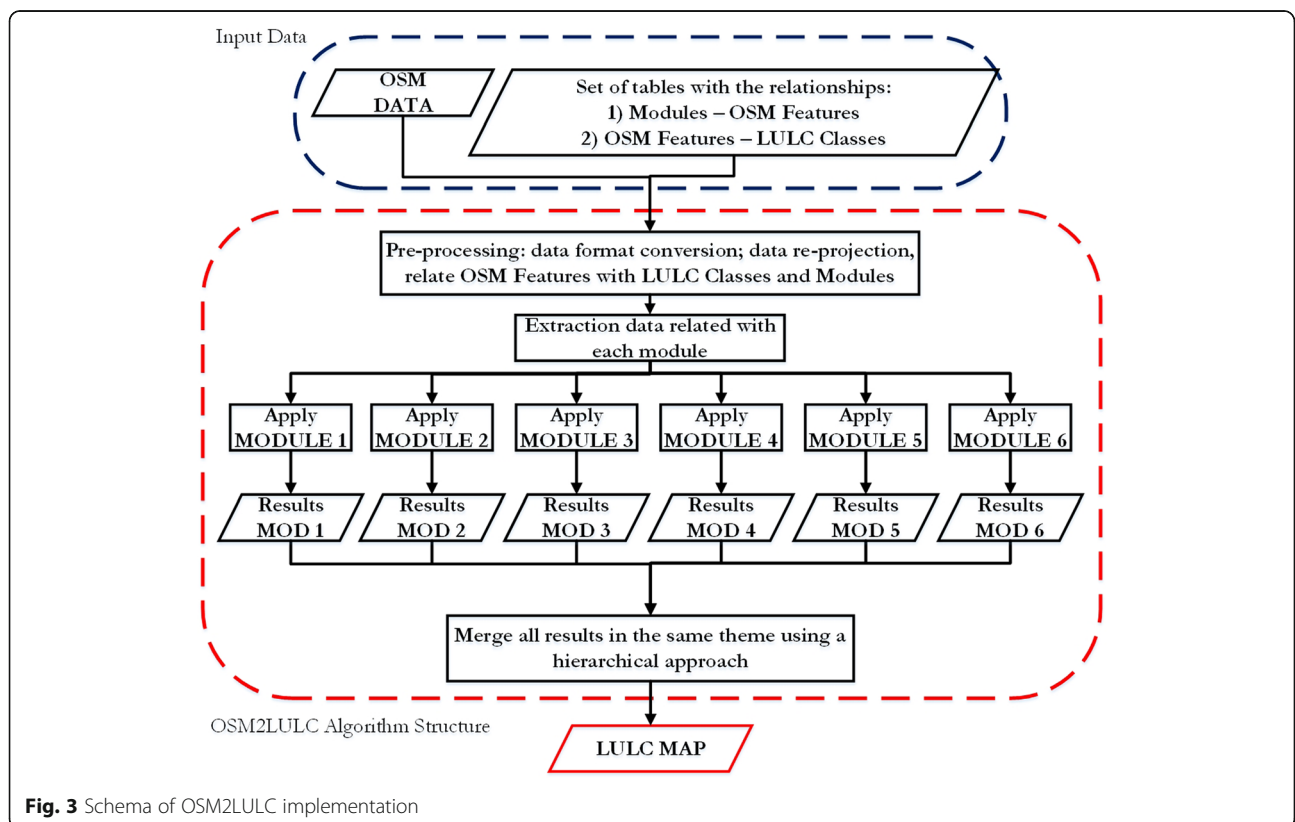 Input Data
OSM
DATA
Set of tables with the relationships:
1) Modules – OSM Features
2) OSM Features – LULC Classes
Pre-processing: data format conversion; data re-projection,
relate OSM Features with LULC Classes and Modules
Extraction data related with
each module
Apply
MODULE 1
Apply
MODULE 2
Apply
MODULE 3
Apply
MODULE 4
Apply
MODULE 5
Apply
MODULE 6
Results
MOD 1
Results
MOD 2
Results
MOD 3
Results
MOD 4
Results
MOD 5
Results
MOD 6
Merge all results in the same theme using a
hierarchical approach
OSM2LULC Algorithm Structure
LULC MAP
Fig. 3 Schema of OSM2LULC implementation